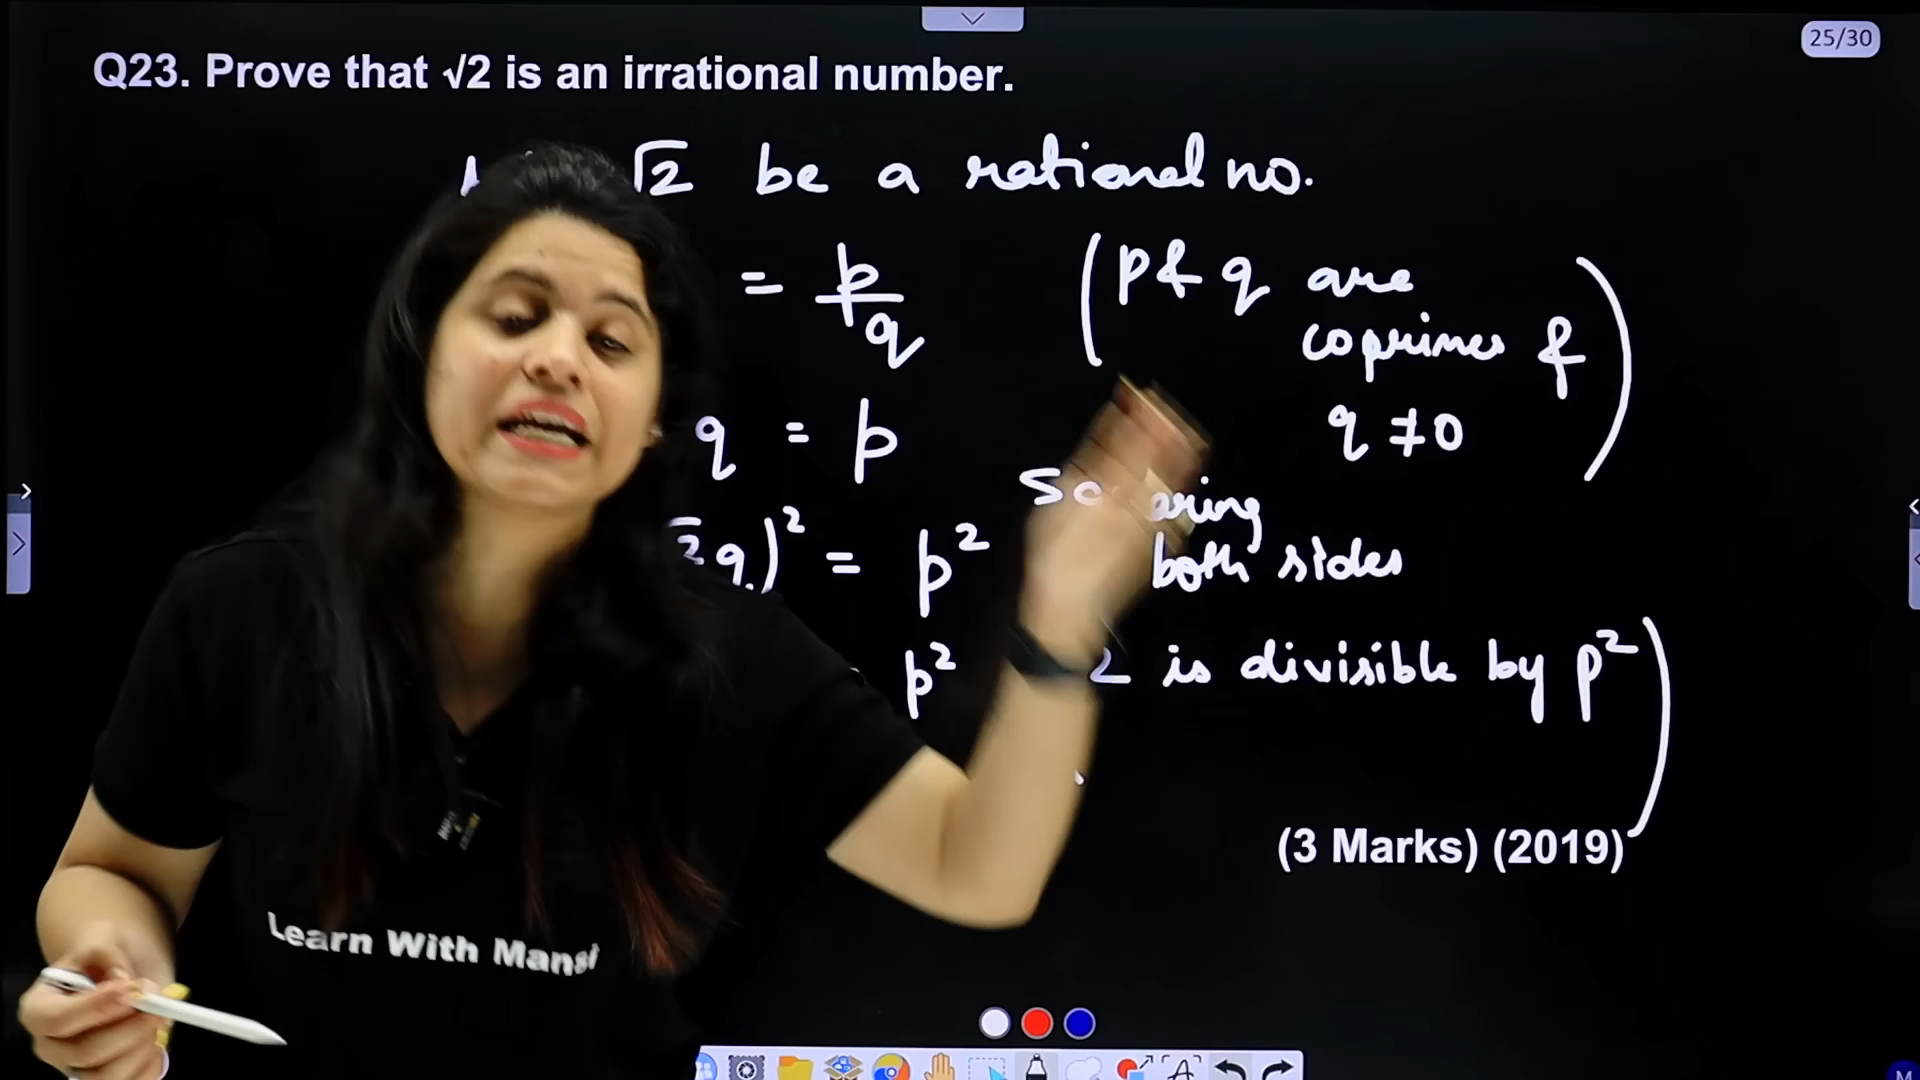 25/30
Q23. Prove that √2 is an irrational number.
√2 be a rational no.
= p/q (p & q are
coprimes &
q ≠ 0)
q = p
Squaring
q)² = p² both sides
p² 2 is divisible by p²)
(3 Marks) (2019)
Learn With Mansi